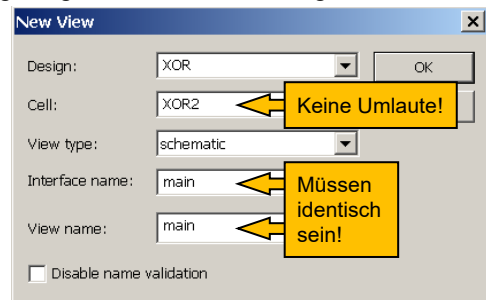 New View
Design: XOR OK
Cell: XOR2 Keine Umlaute!
View type: schematic
Interface name: main Müssen
identisch
View name: main sein!
Disable name validation